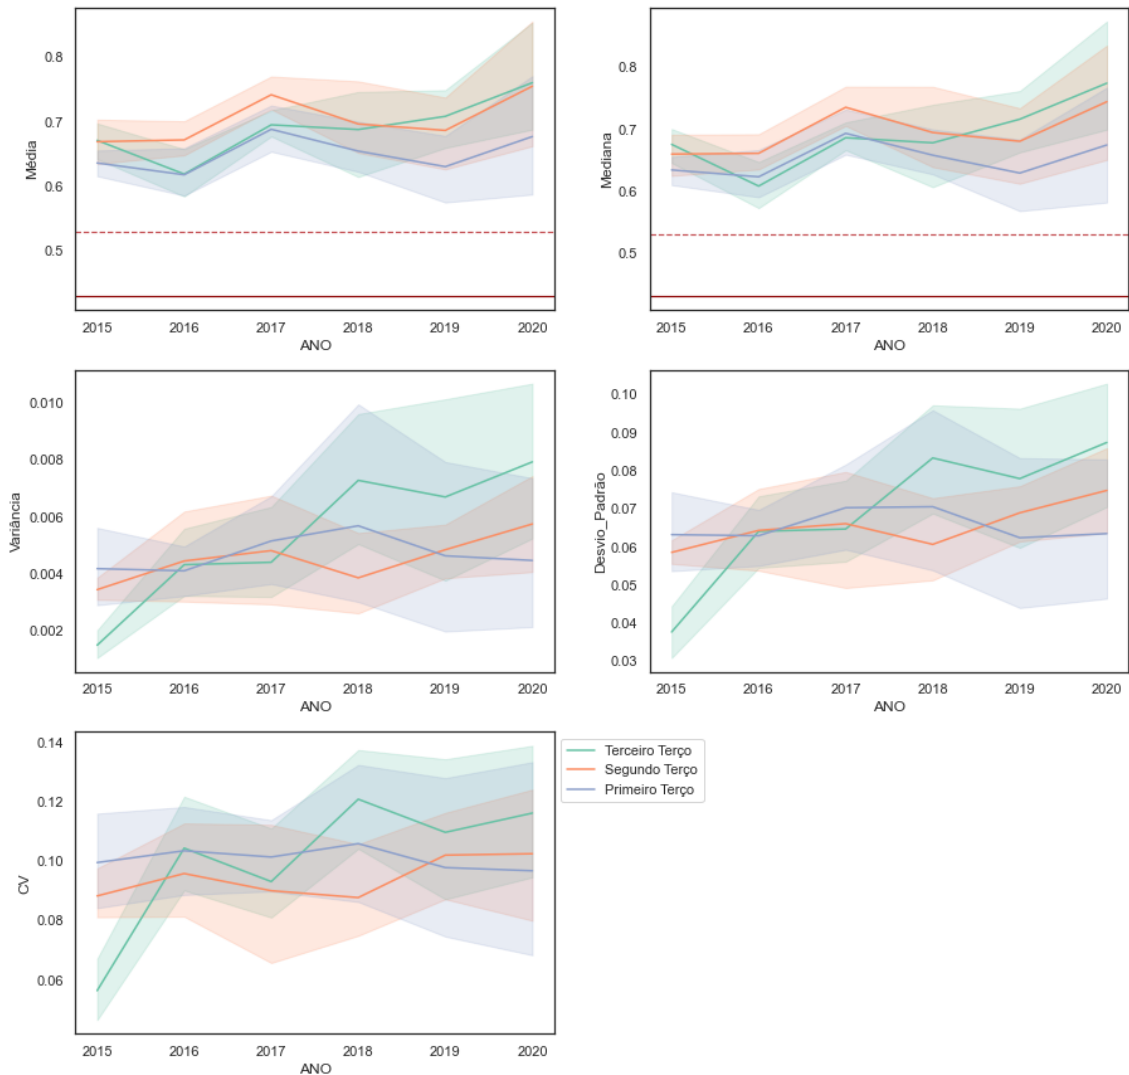 0.8
0.7
0.6
0.5
Média
2015 2016 2017 2018 2019 2020
ANO
0.8
0.7
0.6
0.5
Mediana
2015 2016 2017 2018 2019 2020
ANO
0.010
0.008
0.006
0.004
0.002
Variância
2015 2016 2017 2018 2019 2020
ANO
0.10
0.09
0.08
0.07
0.06
0.05
0.04
0.03
Desvio_Padrão
2015 2016 2017 2018 2019 2020
ANO
0.14
0.12
0.10
0.08
0.06
CV
2015 2016 2017 2018 2019 2020
ANO
Terceiro Terço
Segundo Terço
Primeiro Terço